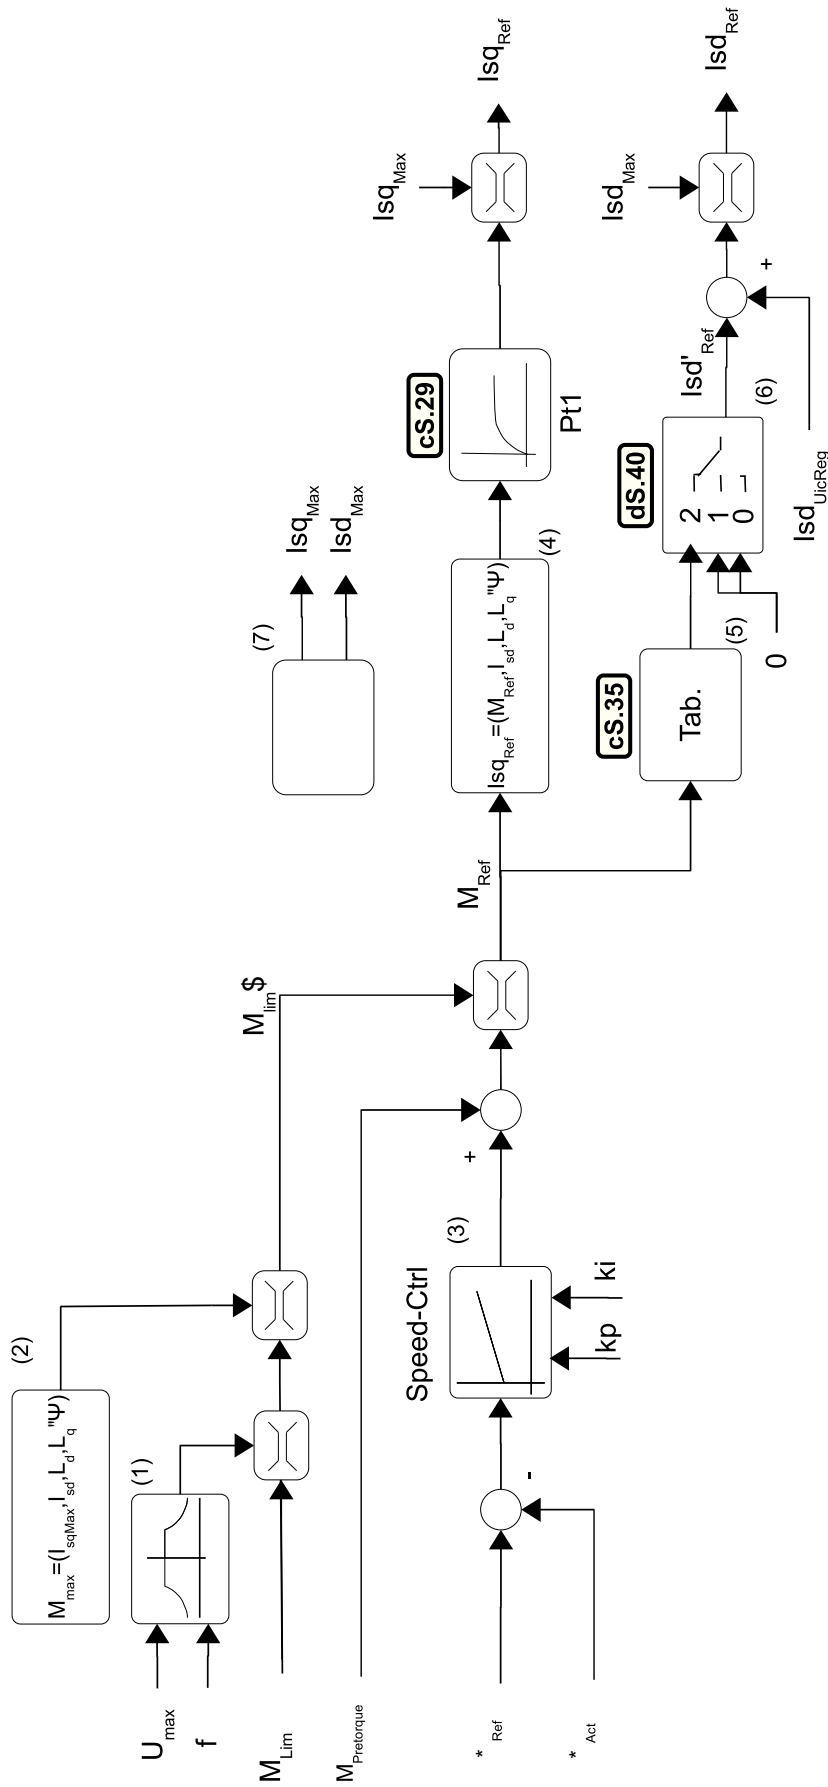 M_max=(I_sqMax,I_sd,L_d,L_q"Ψ)
(2)
U_max
f
(1)
M_Lim
M_lim$
(7)
Isq_Max
Isd_Max
M_Pretorque
Speed-Ctrl
(3)
kp
ki
+
*_Ref
*_Act
-
M_Ref
Isq_Ref=(M_Ref,I_sd,L_d,L_q"Ψ)
(4)
cS.29
Pt1
Isq_Max
Isq_Ref
cS.35
Tab.
(5)
0
dS.40
2
1
0
(6)
Isd'_Ref
+
Isd_UicReg
Isd_Max
Isd_Ref